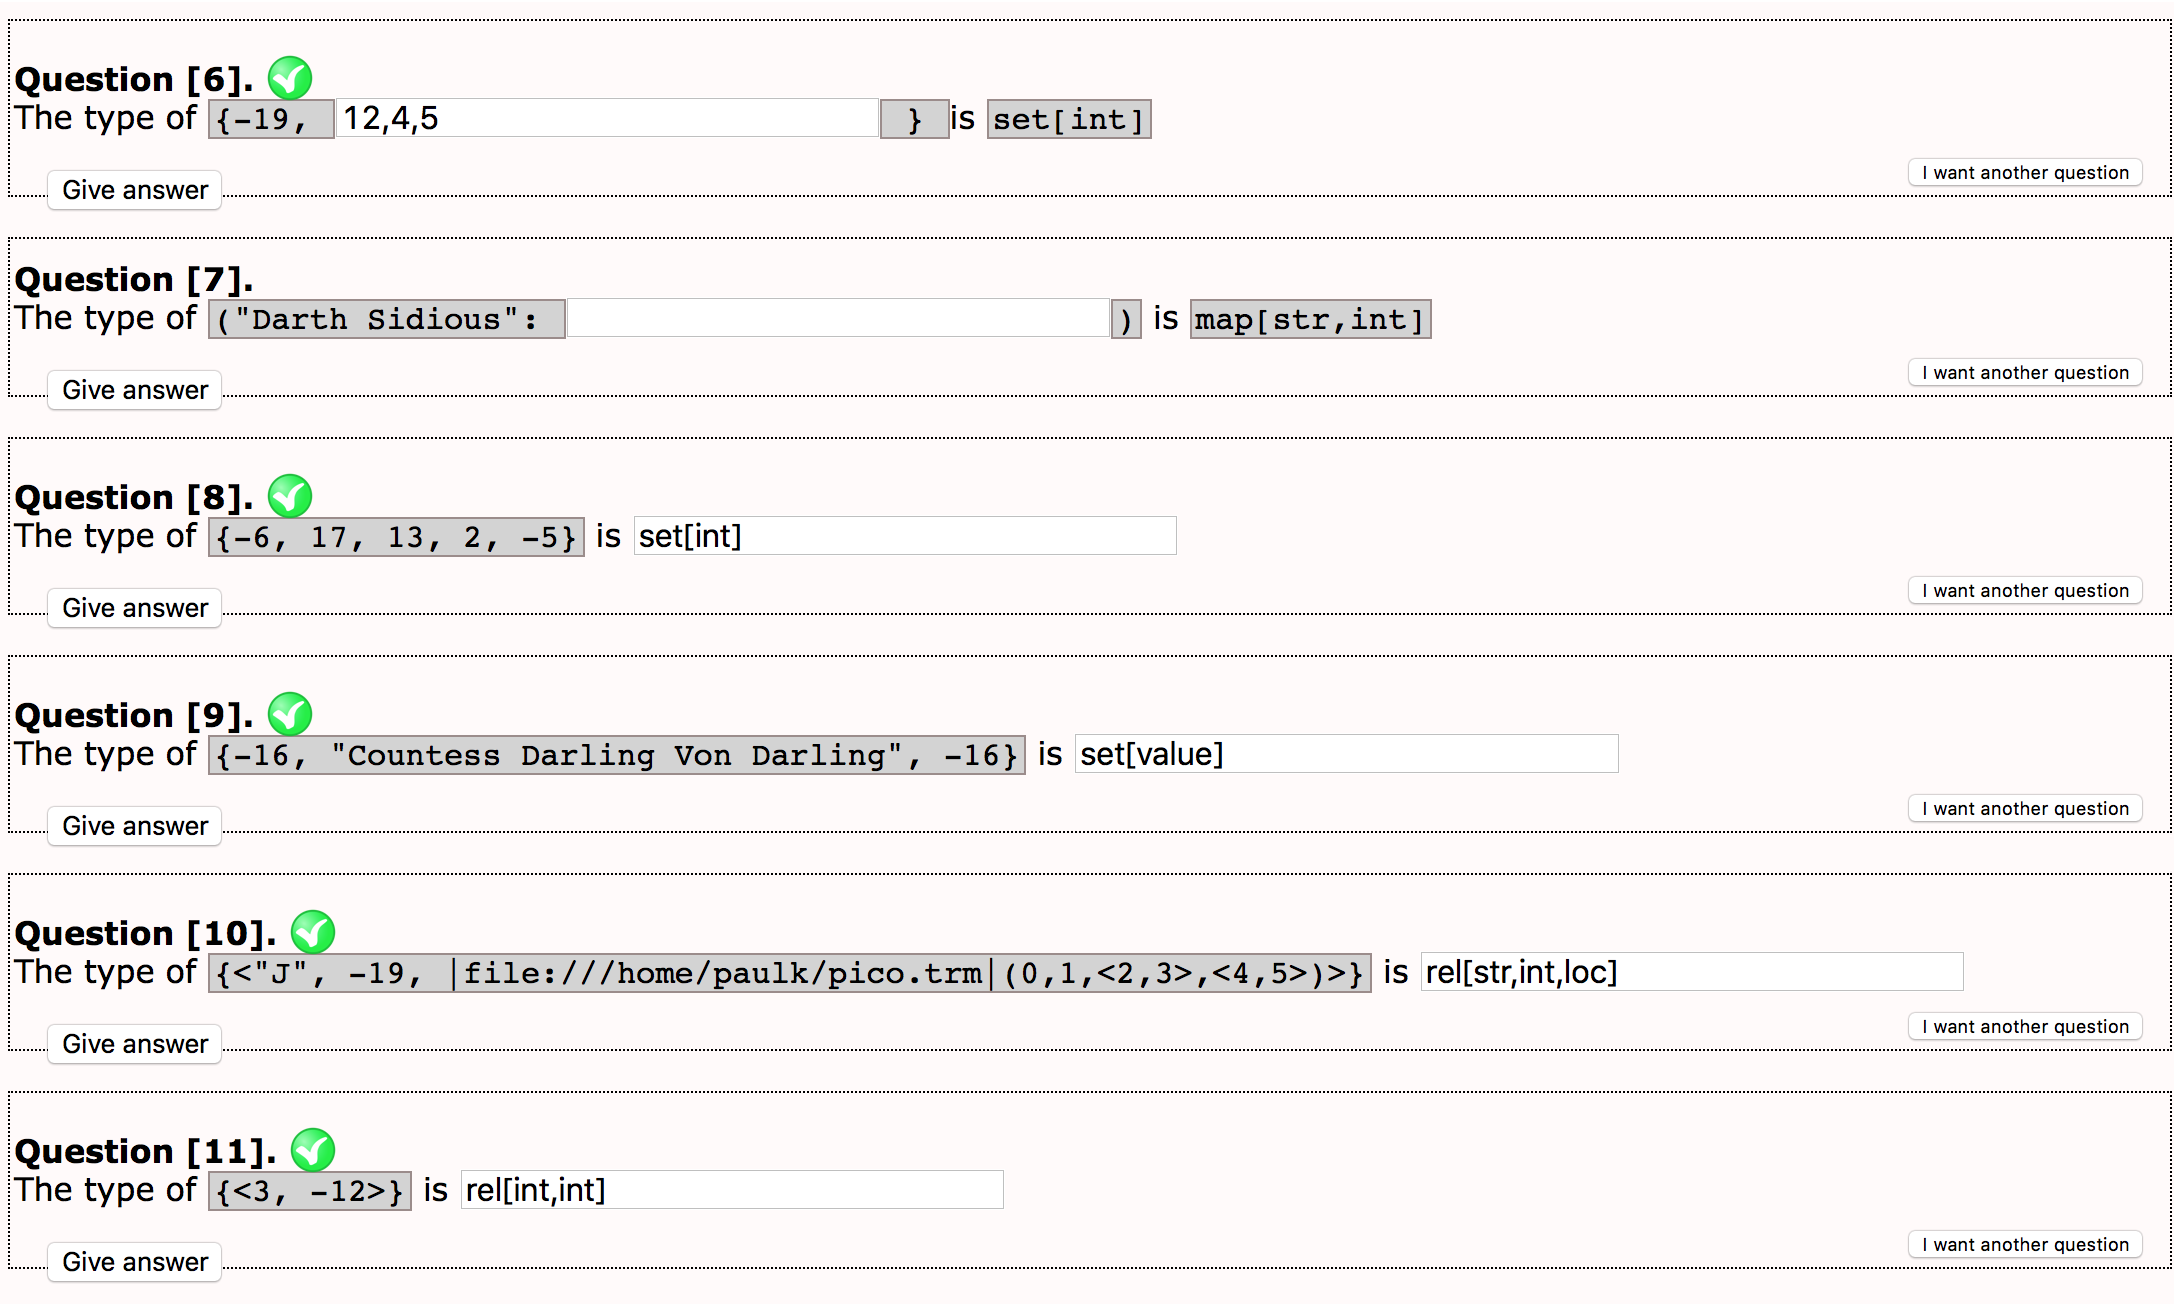 Question [6].
The type of {-19, 12,4,5 } is set[int]
I want another question
Give answer
Question [7].
The type of ("Darth Sidious": ) is map[str,int]
I want another question
Give answer
Question [8].
The type of {-6, 17, 13, 2, -5} is set[int]
I want another question
Give answer
Question [9].
The type of {-16, "Countess Darling Von Darling", -16} is set[value]
I want another question
Give answer
Question [10].
The type of {<"J", -19, |file:///home/paulk/pico.trm|(0,1,<2,3>,<4,5>)>} is rel[str,int,loc]
I want another question
Give answer
Question [11].
The type of {<3, -12>} is rel[int,int]
I want another question
Give answer